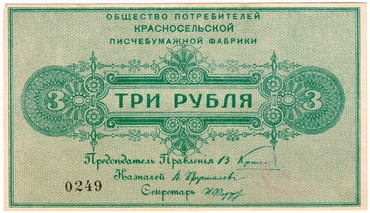 ОБЩЕСТВО ПОТРЕБИТЕЛЕЙ
КРАСНОСЕЛЬСКОЙ
ПИСЧЕБУМАЖНОЙ ФАБРИКИ
3 ТРИ РУБЛЯ 3
Председатель Правления
Казначей
0249 Секретарь